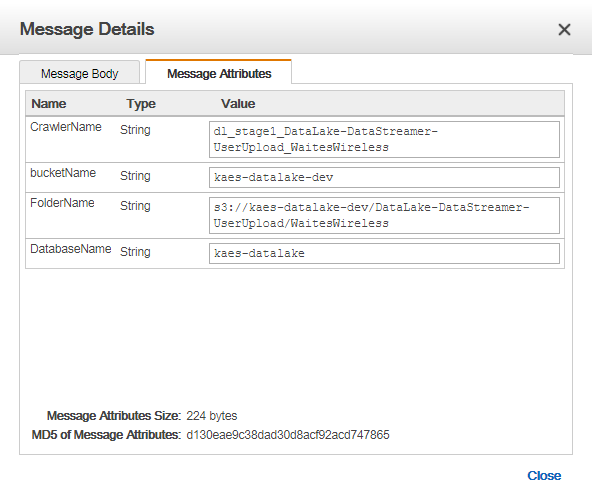 Message Details
Message Body Message Attributes
Name Type Value
CrawlerName String dl_stage1_DataLake-DataStreamer-
UserUpload_WaitesWireless
bucketName String kaes-datalake-dev
FolderName String s3://kaes-datalake-dev/DataLake-DataStreamer-
UserUpload/WaitesWireless
DatabaseName String kaes-datalake
Message Attributes Size: 224 bytes
MD5 of Message Attributes: d130eae9c38dad30d8acf92acd747865
Close